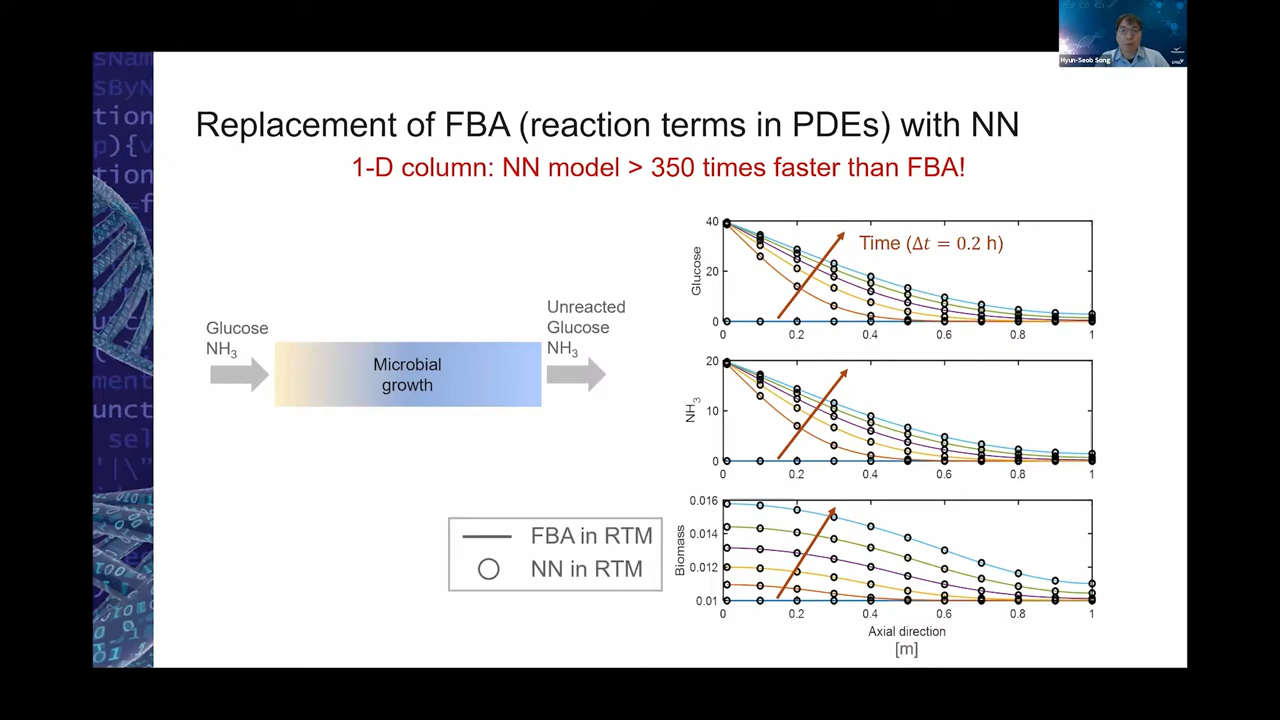 Hyun-Seob Song
Replacement of FBA (reaction terms in PDEs) with NN
1-D column: NN model > 350 times faster than FBA!
Glucose
NH3
Microbial
growth
Unreacted
Glucose
NH3
FBA in RTM
NN in RTM
Time (Δt = 0.2 h)
Glucose
40
20
0
0 0.2 0.4 0.6 0.8 1
NH3
20
10
0
0 0.2 0.4 0.6 0.8 1
Biomass
0.016
0.014
0.012
0.01
0 0.2 0.4 0.6 0.8 1
Axial direction
[m]